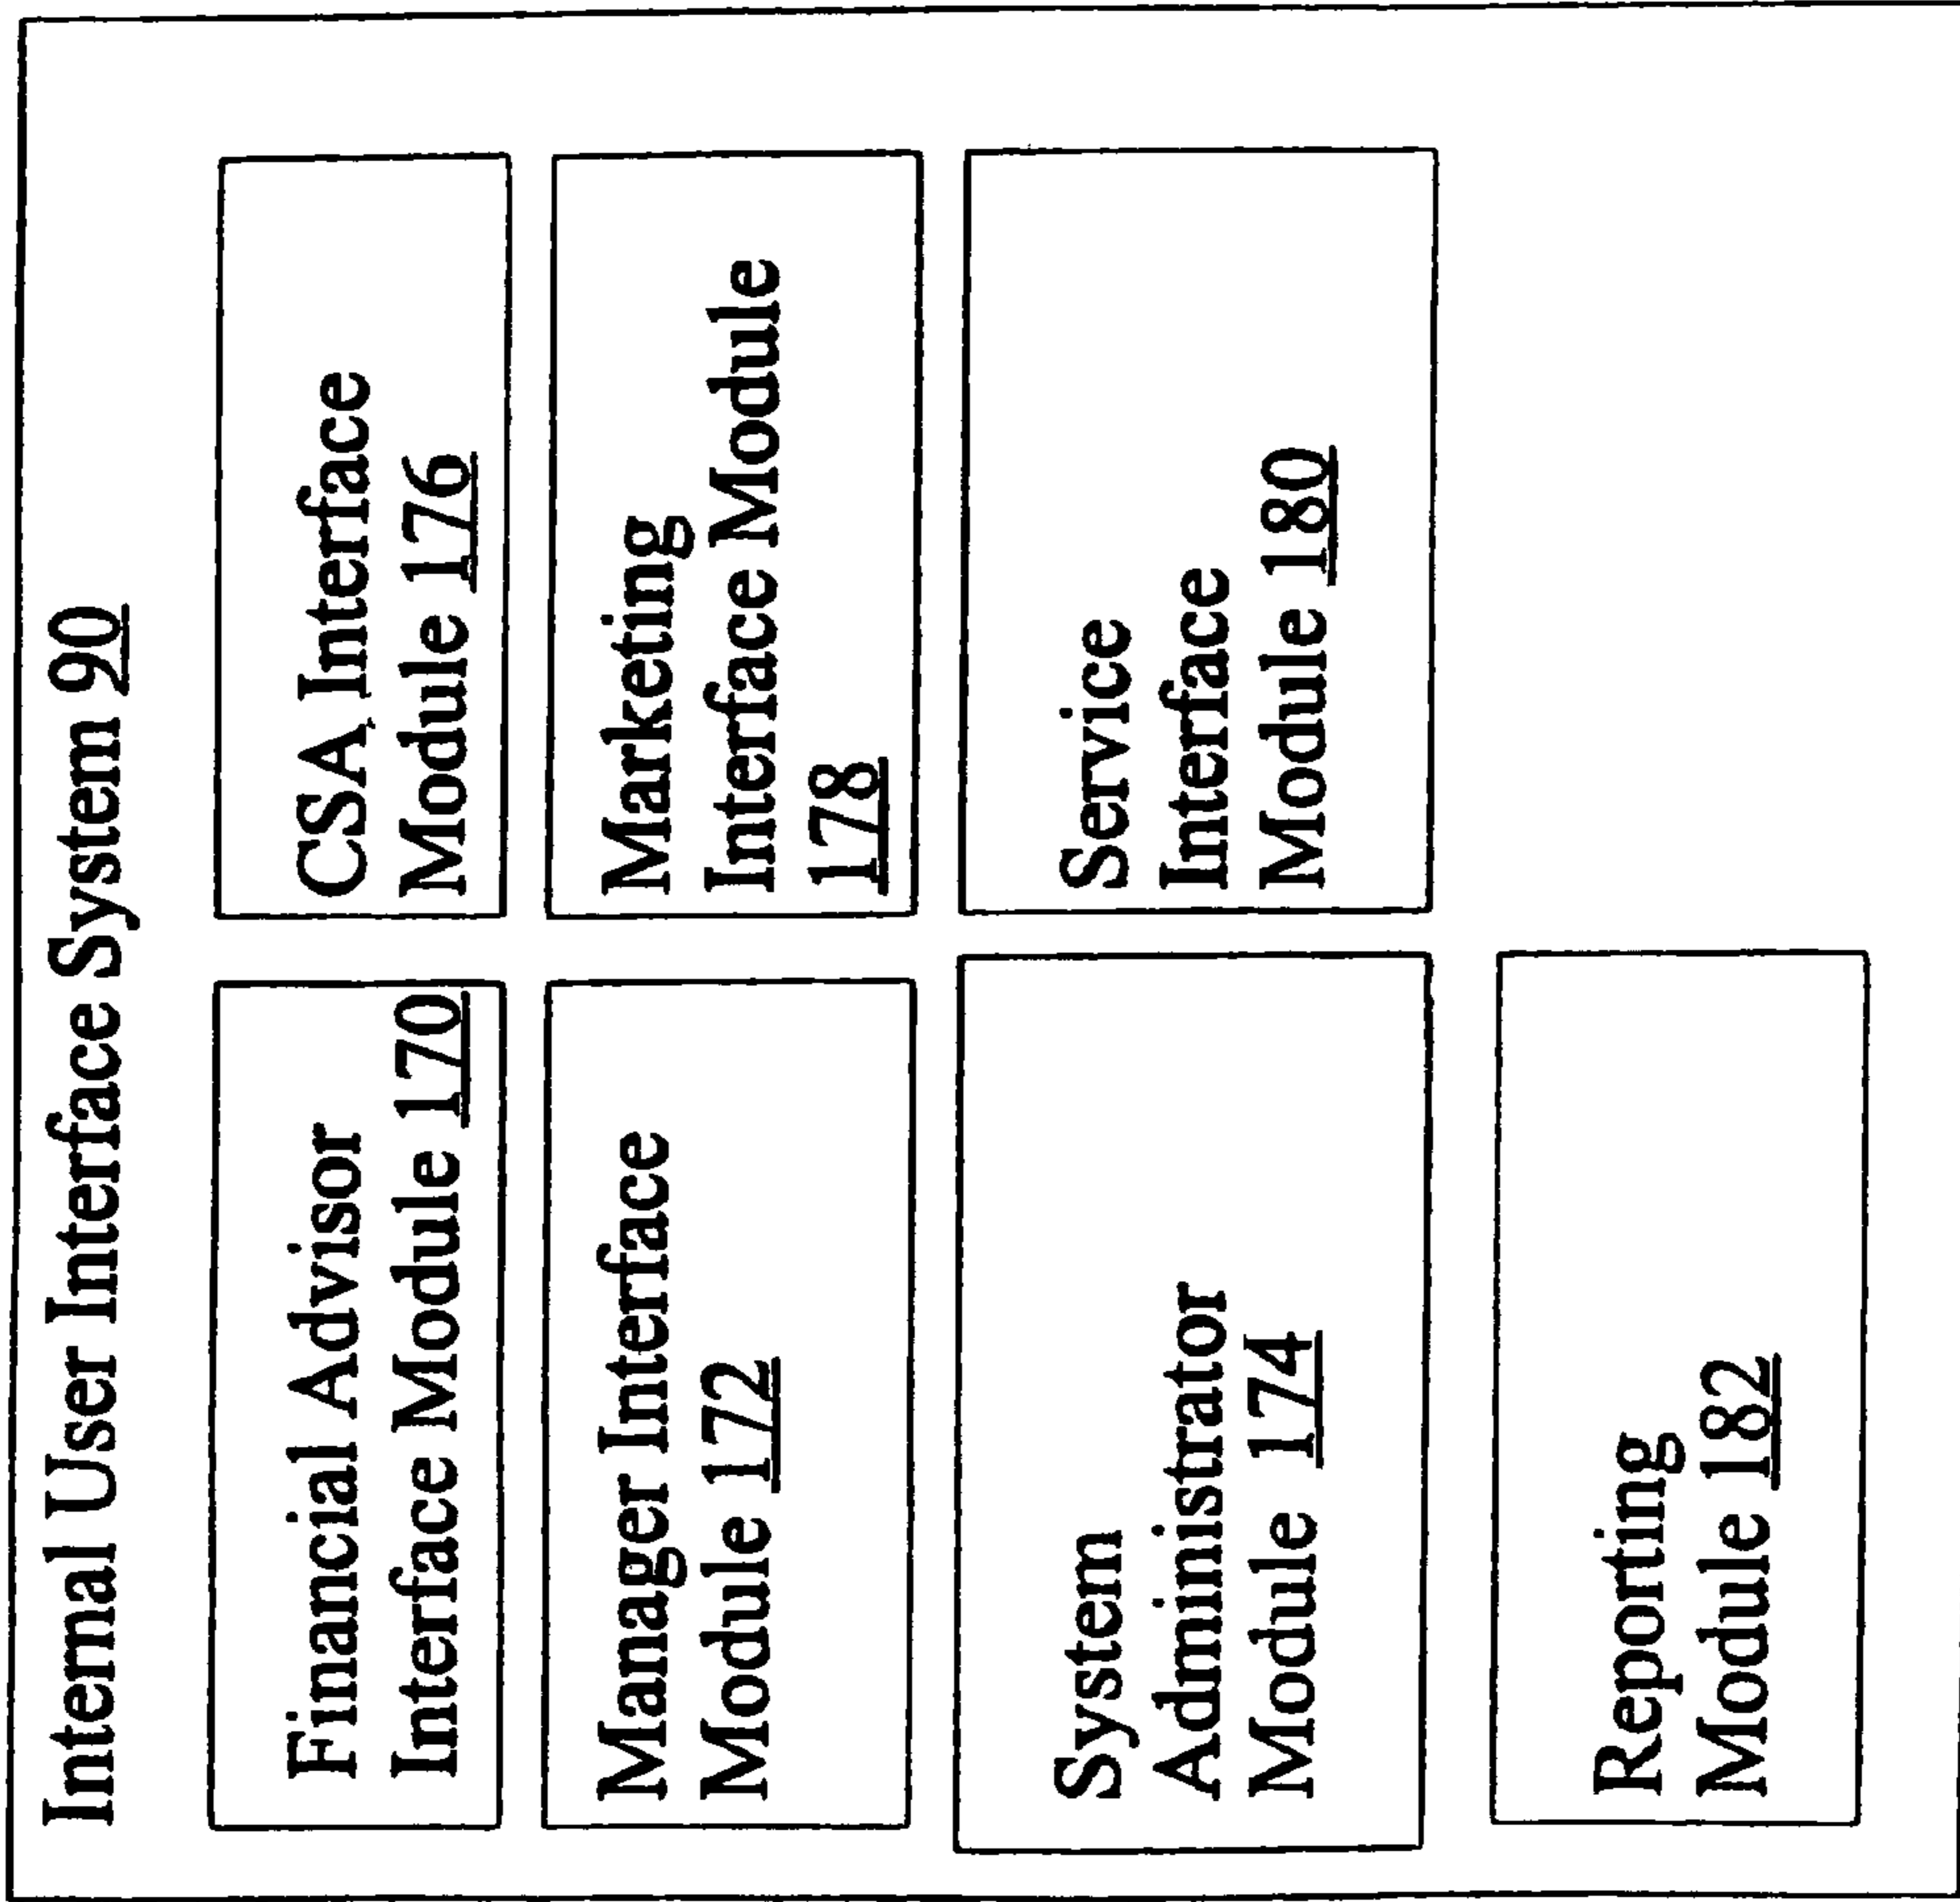 Internal User Interface System 90
Financial Advisor
Interface Module 170
CSA Interface
Module 176
Manager Interface
Module 172
Marketing
Interface Module
178
System
Administrator
Module 174
Service
Interface
Module 180
Reporting
Module 182